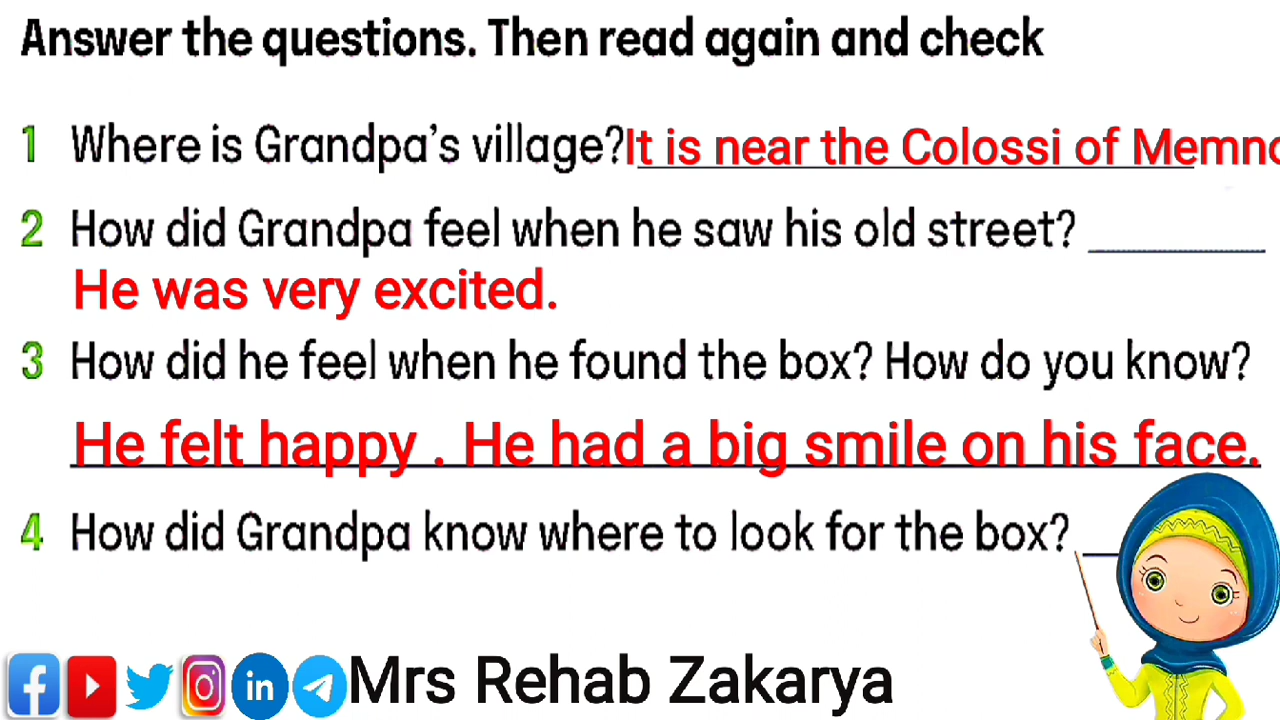 Answer the questions. Then read again and check
1 Where is Grandpa's village? It is near the Colossi of
2 How did Grandpa feel when he saw his old street?
He was very excited.
3 How did he feel when he found the box? How do you know?
He felt happy . He had a big smile on his face.
4 How did Grandpa know where to look for the box?
Mrs Rehab Zakarya